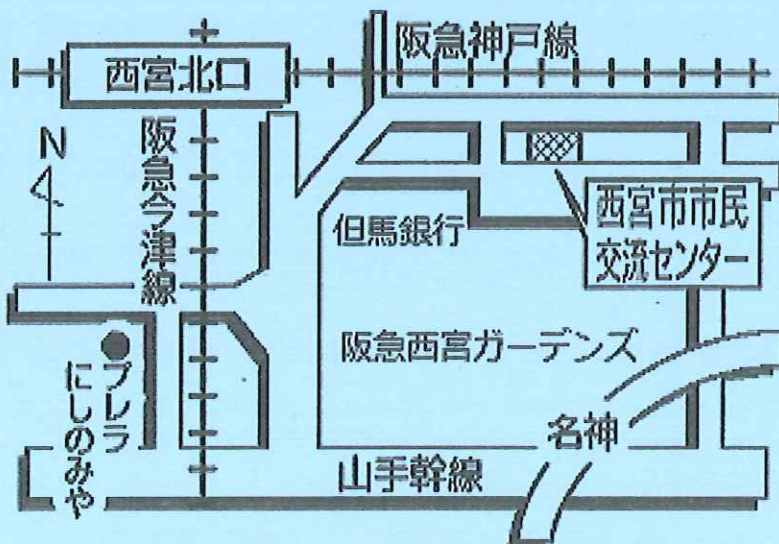 阪急神戸線
西宮北口
N
阪急今津線
西宮市市民
交流センター
但馬銀行
阪急西宮ガーデンズ
プレラ
にしのみや
名神
山手幹線